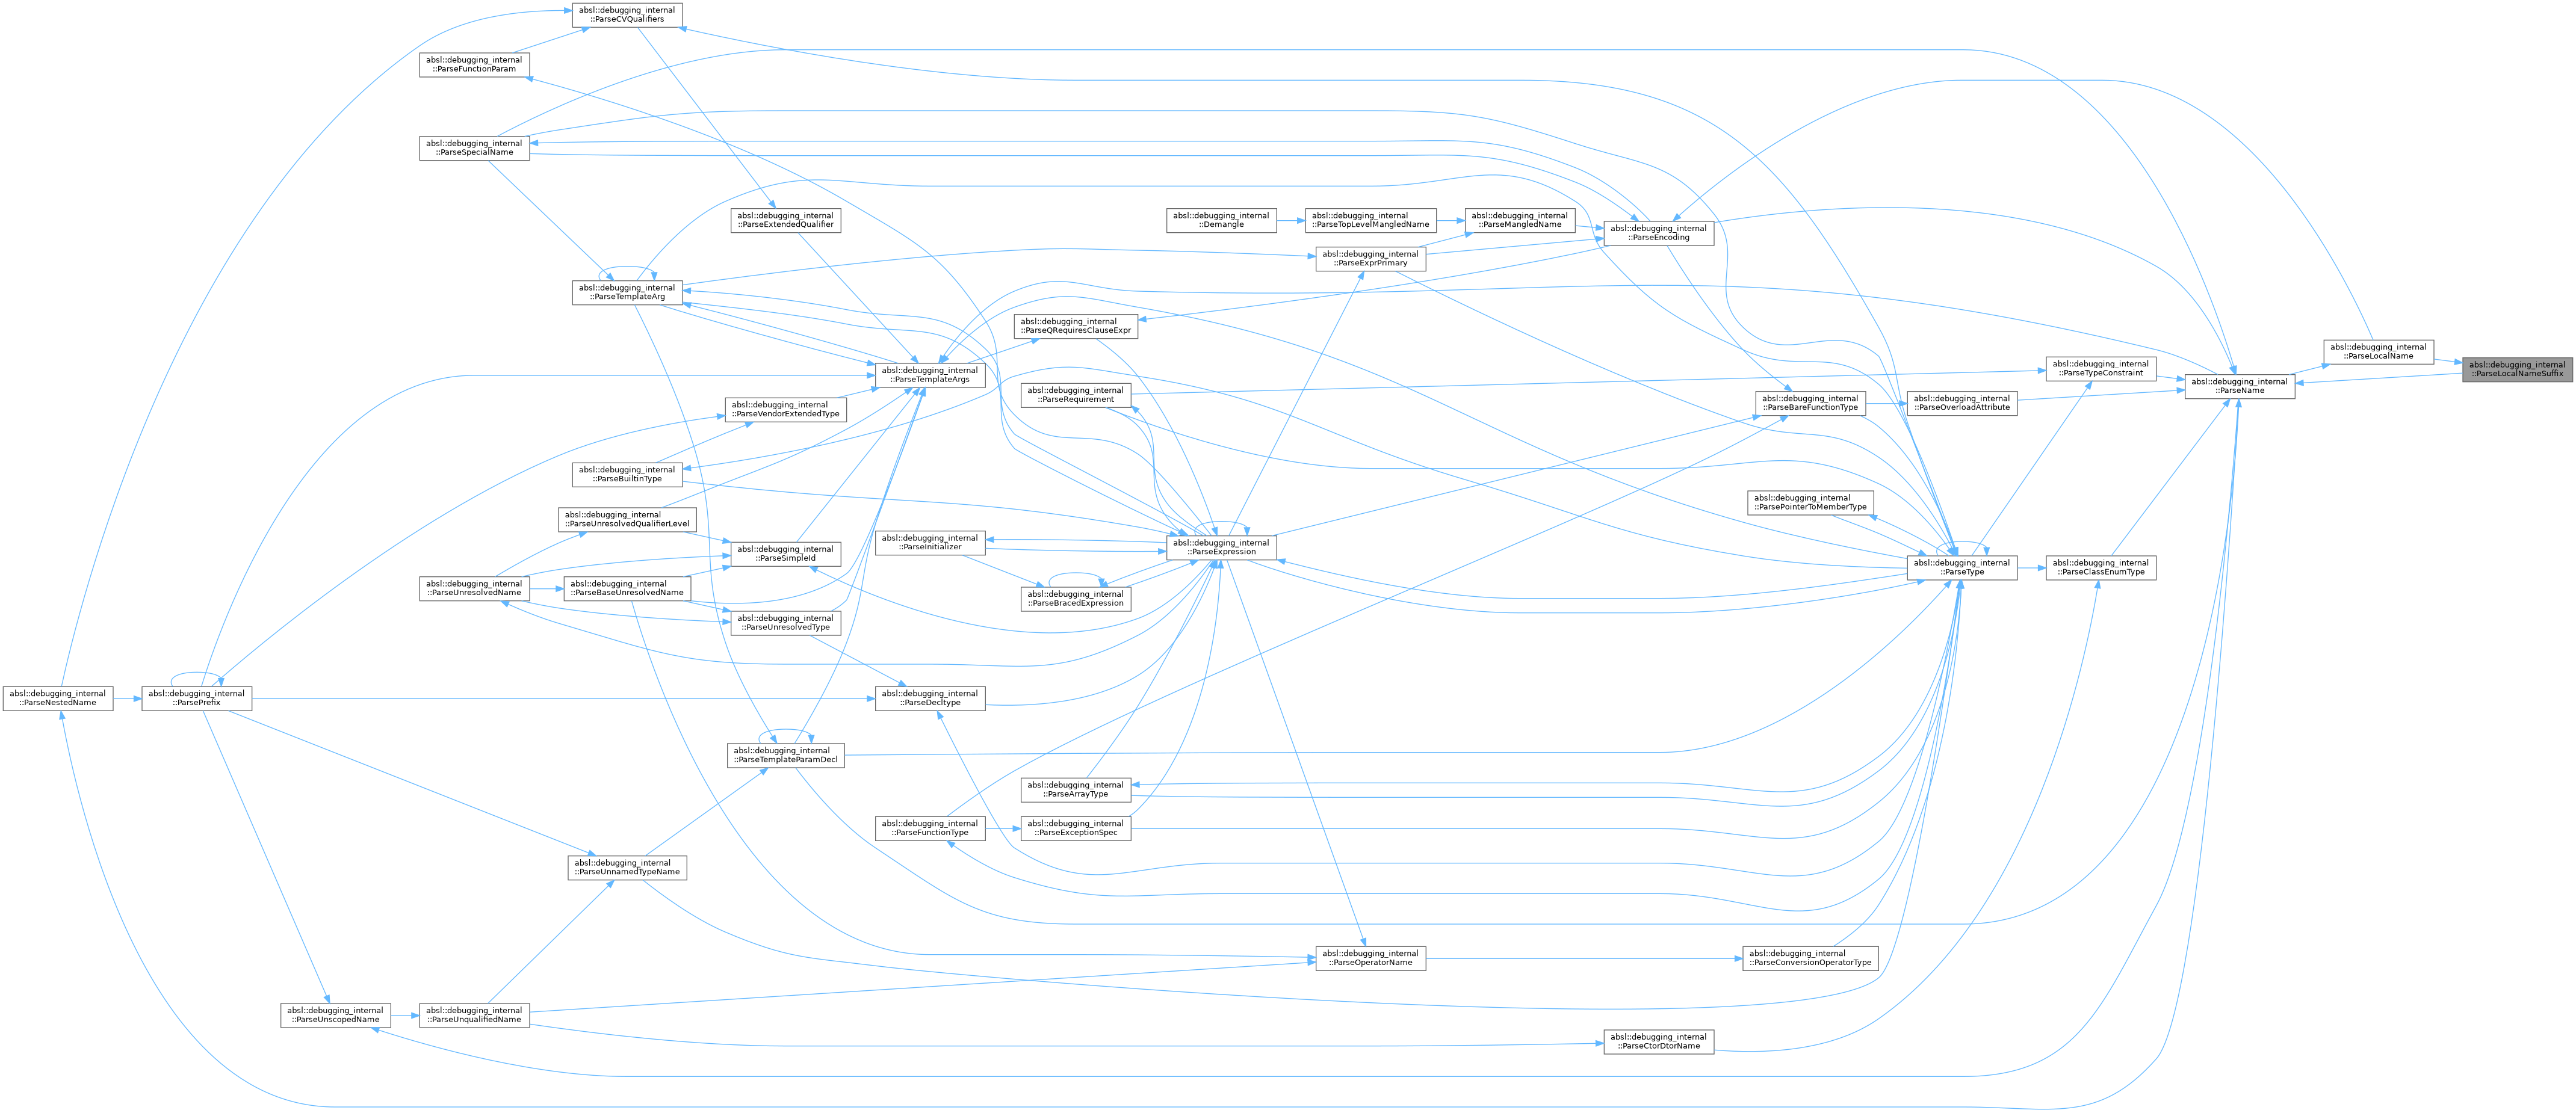 absl::debugging_internal
::ParseCVQualifiers
absl::debugging_internal
::ParseFunctionParam
absl::debugging_internal
::ParseSpecialName
absl::debugging_internal
::ParseExtendedQualifier
absl::debugging_internal
::Demangle
absl::debugging_internal
::ParseTopLevelMangledName
absl::debugging_internal
::ParseMangledName
absl::debugging_internal
::ParseEncoding
absl::debugging_internal
::ParseExprPrimary
absl::debugging_internal
::ParseTemplateArg
absl::debugging_internal
::ParseQRequiresClauseExpr
absl::debugging_internal
::ParseLocalName
absl::debugging_internal
::ParseLocalNameSuffix
absl::debugging_internal
::ParseTypeConstraint
absl::debugging_internal
::ParseName
absl::debugging_internal
::ParseTemplateArgs
absl::debugging_internal
::ParseRequirement
absl::debugging_internal
::ParseBareFunctionType
absl::debugging_internal
::ParseOverloadAttribute
absl::debugging_internal
::ParseVendorExtendedType
absl::debugging_internal
::ParseBuiltinType
absl::debugging_internal
::ParsePointerToMemberType
absl::debugging_internal
::ParseUnresolvedQualifierLevel
absl::debugging_internal
::ParseInitializer
absl::debugging_internal
::ParseExpression
absl::debugging_internal
::ParseSimpleId
absl::debugging_internal
::ParseType
absl::debugging_internal
::ParseClassEnumType
absl::debugging_internal
::ParseUnresolvedName
absl::debugging_internal
::ParseBaseUnresolvedName
absl::debugging_internal
::ParseBracedExpression
absl::debugging_internal
::ParseUnresolvedType
absl::debugging_internal
::ParseNestedName
absl::debugging_internal
::ParsePrefix
absl::debugging_internal
::ParseDecltype
absl::debugging_internal
::ParseTemplateParamDecl
absl::debugging_internal
::ParseArrayType
absl::debugging_internal
::ParseFunctionType
absl::debugging_internal
::ParseExceptionSpec
absl::debugging_internal
::ParseUnnamedTypeName
absl::debugging_internal
::ParseOperatorName
absl::debugging_internal
::ParseConversionOperatorType
absl::debugging_internal
::ParseUnscopedName
absl::debugging_internal
::ParseUnqualifiedName
absl::debugging_internal
::ParseCtorDtorName